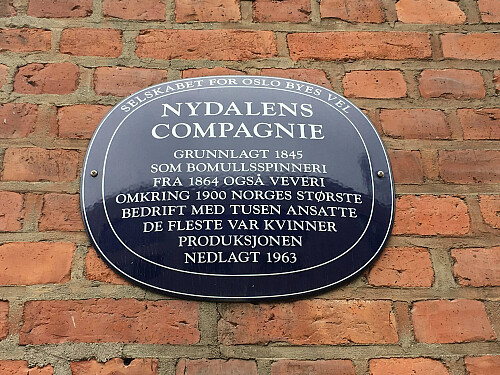 SELSKABET FOR OSLO BYES VEL
NYDALENS
COMPAGNIE
GRUNNLAGT 1845
SOM BOMULLSSPINNERI
FRA 1864 OGSÅ VEVERI
OMKRING 1900 NORGES STØRSTE
BEDRIFT MED TUSEN ANSATTE
DE FLESTE VAR KVINNER
PRODUKSJONEN
NEDLAGT 1963